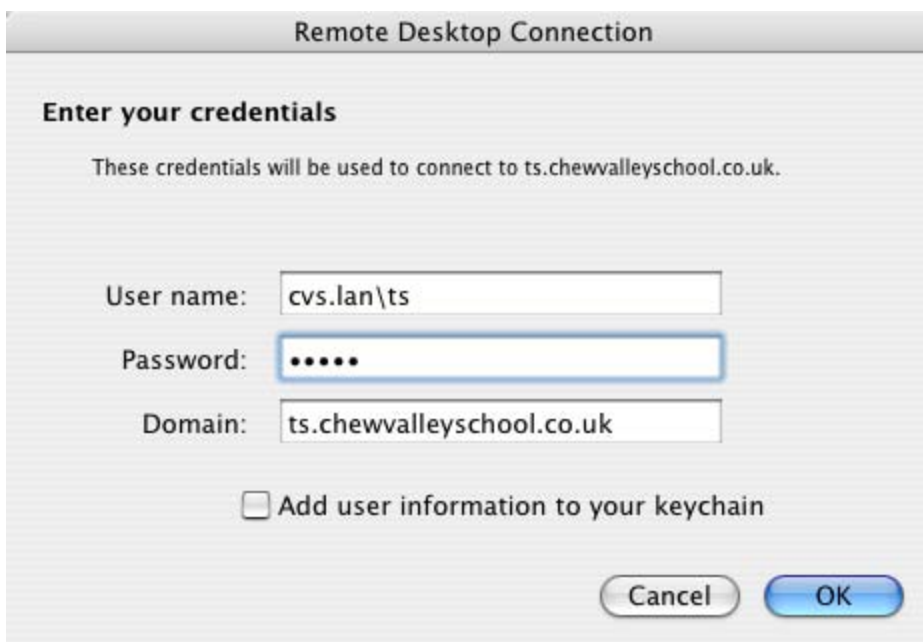 Remote Desktop Connection
Enter your credentials
These credentials will be used to connect to ts.chewvalleyschool.co.uk.
User name: cvs.lan\ts
Password: •••••
Domain: ts.chewvalleyschool.co.uk
Add user information to your keychain
Cancel OK